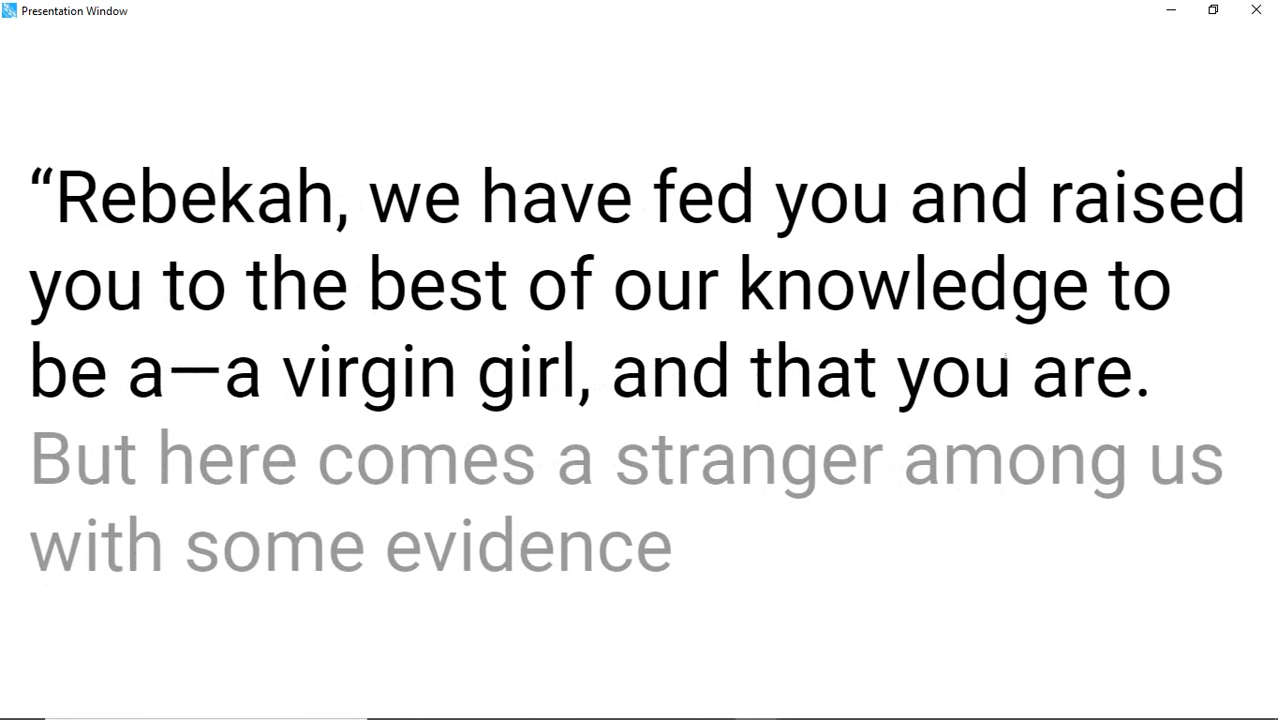 Presentation Window
“Rebekah, we have fed you and raised
you to the best of our knowledge to
be a—a virgin girl, and that you are.
But here comes a stranger among us
with some evidence